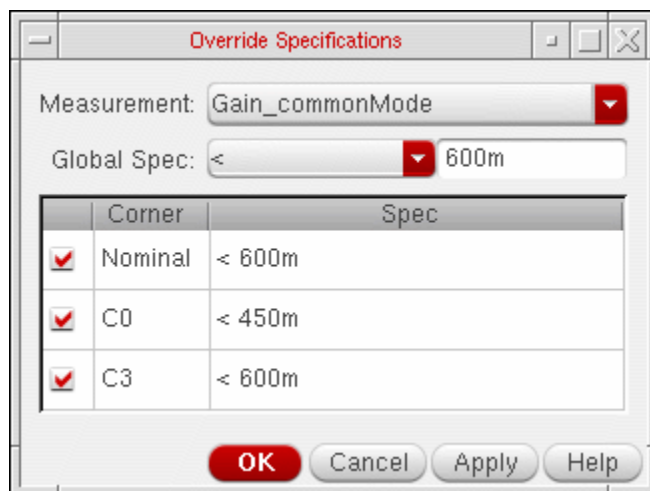 Override Specifications
Measurement: Gain_commonMode
Global Spec: < 600m
Corner Spec
Nominal < 600m
C0 < 450m
C3 < 600m
OK Cancel Apply Help